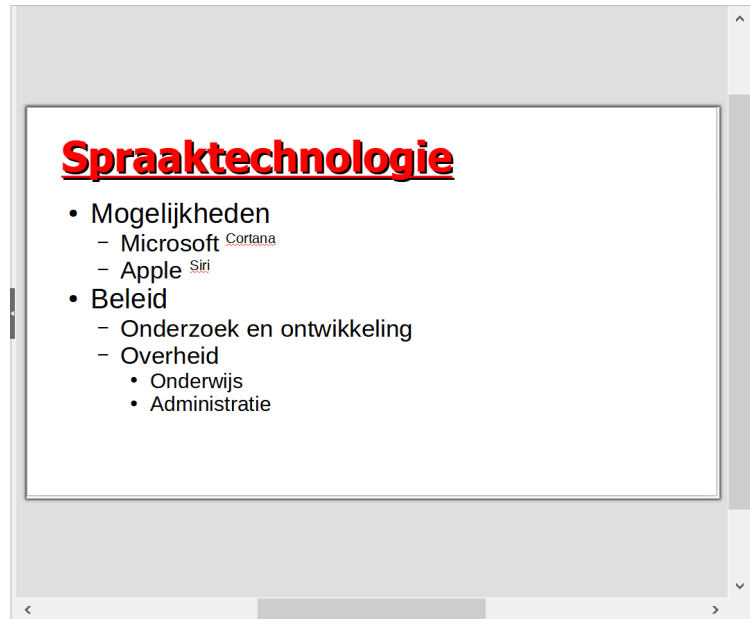 Spraaktechnologie
• Mogelijkheden
– Microsoft Cortana
– Apple Siri
• Beleid
– Onderzoek en ontwikkeling
– Overheid
• Onderwijs
• Administratie